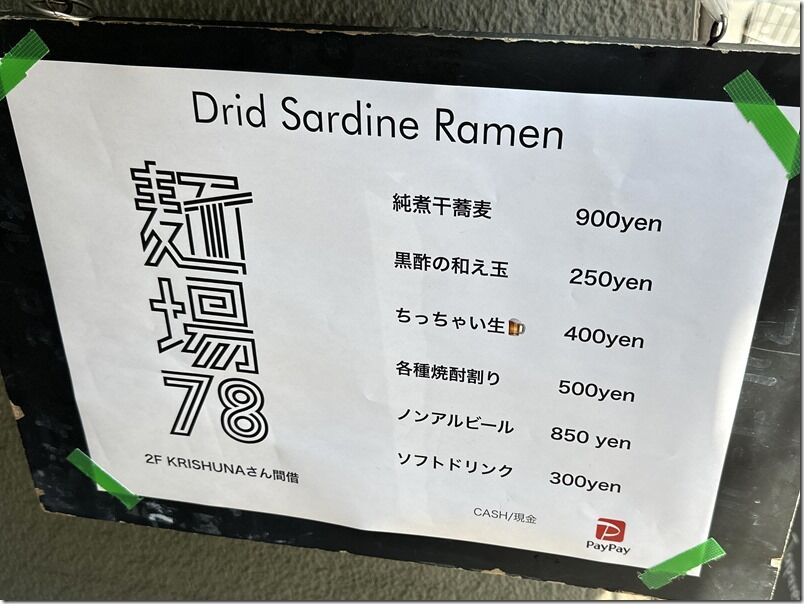 Drid Sardine Ramen
麺場78
純煮干蕎麦 900yen
黒酢の和え玉 250yen
ちっちゃい生🍺 400yen
各種焼酎割り 500yen
ノンアルビール 850 yen
ソフトドリンク 300yen
2F KRISHUNAさん間借
CASH/現金
PayPay